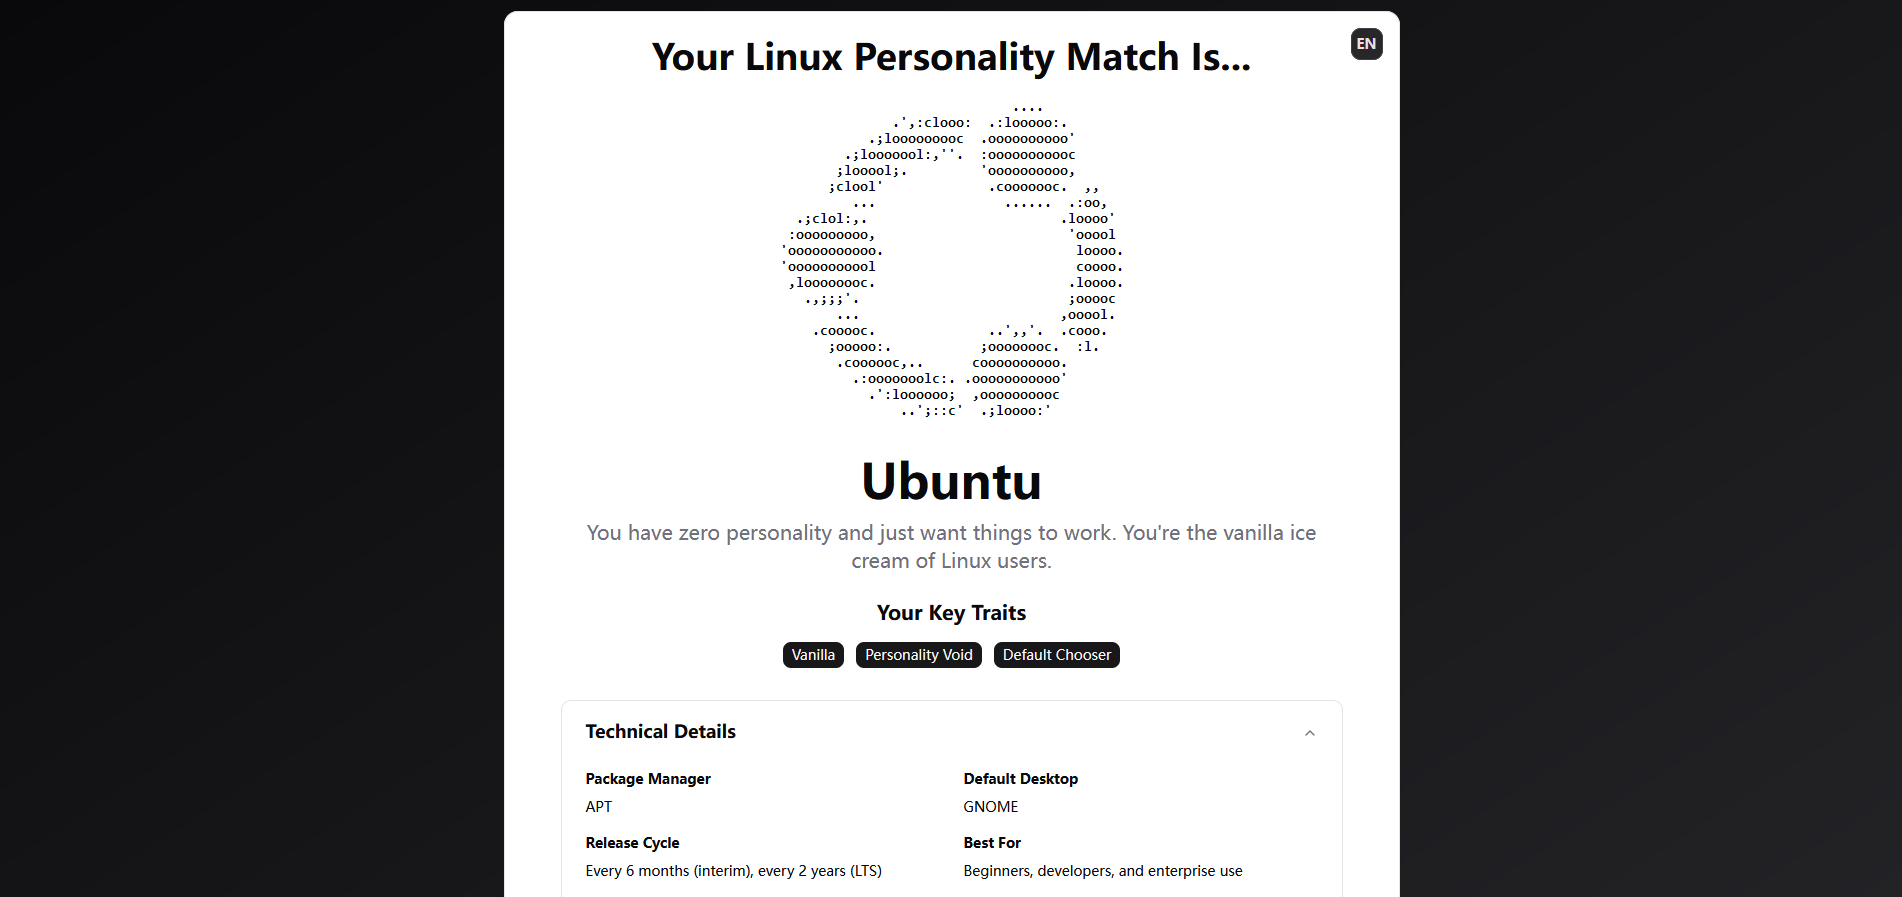 Your Linux Personality Match Is...
EN
                             ....
              .',:clooo:  .:looooo:.
           .;looooooooc  .oooooooooo'
        .;looooool:,''.  :ooooooooooc
       ;looool;.         'oooooooooo,
      ;clool'             .cooooooc.  ,,
         ...                 ......  .:oo,
  .;clol:,.                        .loooo'
 :ooooooooo,                        'ooool
'ooooooooooo.                        loooo.
'ooooooooool                         coooo.
 ,loooooooc.                        .loooo.
   .,;;;'.                          ;ooooc
       ...                         ,ooool.
    .cooooc.              ..',,'.  .cooo.
      ;ooooo:.           ;oooooooc.  :l.
       .coooooc,..      coooooooooo.
         .:ooooooolc:. .ooooooooooo'
           .':loooooo;  ,oooooooooc
               ..';::c'  .;loooo:'
Ubuntu
You have zero personality and just want things to work. You're the vanilla ice
cream of Linux users.
Your Key Traits
Vanilla Personality Void Default Chooser
Technical Details
Package Manager
APT
Default Desktop
GNOME
Release Cycle
Every 6 months (interim), every 2 years (LTS)
Best For
Beginners, developers, and enterprise use